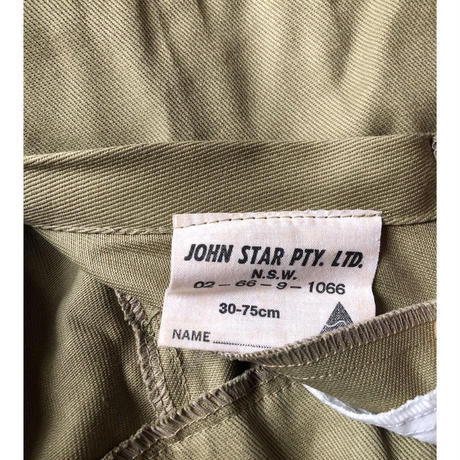 JOHN STAR PTY. LTD.
N.S.W.
02 - 66 - 9 - 1066
30-75cm
NAME